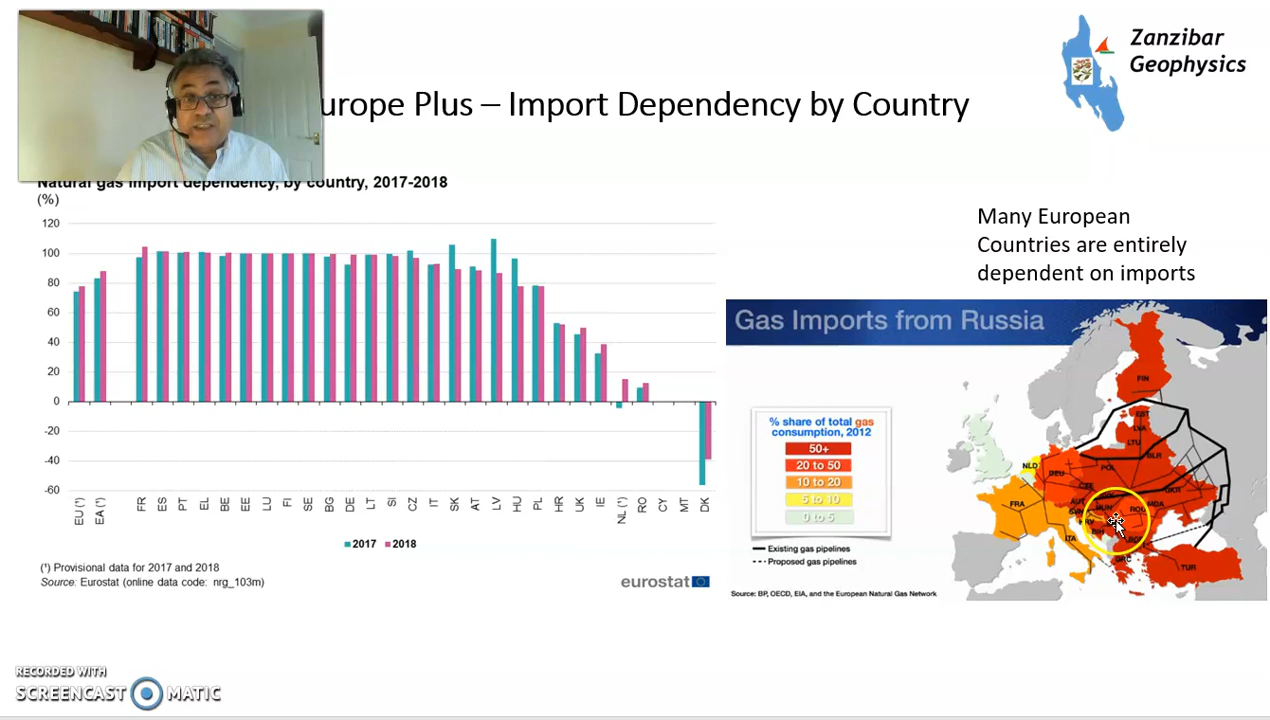 Zanzibar
Geophysics
urope Plus – Import Dependency by Country
Natural gas import dependency, by country, 2017-2018
(%)
120
100
80
60
40
20
0
-20
-40
-60
EU (¹) EA (¹) FR ES PT EL BE EE LU FI SE BG DE LT SI CZ IT SK AT LV HU PL HR UK IE NL (¹) RO CY MT DK
2017 2018
(¹) Provisional data for 2017 and 2018
Source: Eurostat (online data code: nrg_103m)
eurostat
Many European
Countries are entirely
dependent on imports
Gas Imports from Russia
% share of total gas
consumption, 2012
50+
20 to 50
10 to 20
5 to 10
0 to 5
Existing gas pipelines
Proposed gas pipelines
Source: BP, OECD, EIA, and the European Natural Gas Network
FIN
EST
LVA
LTU
BLR
NLD
DEU
POL
CZE
UKR
FRA
AUT
HUN
ROU
MDA
SVN
HRV
BIH
ITA
GRC
TUR
RECORDED WITH
SCREENCAST MATIC